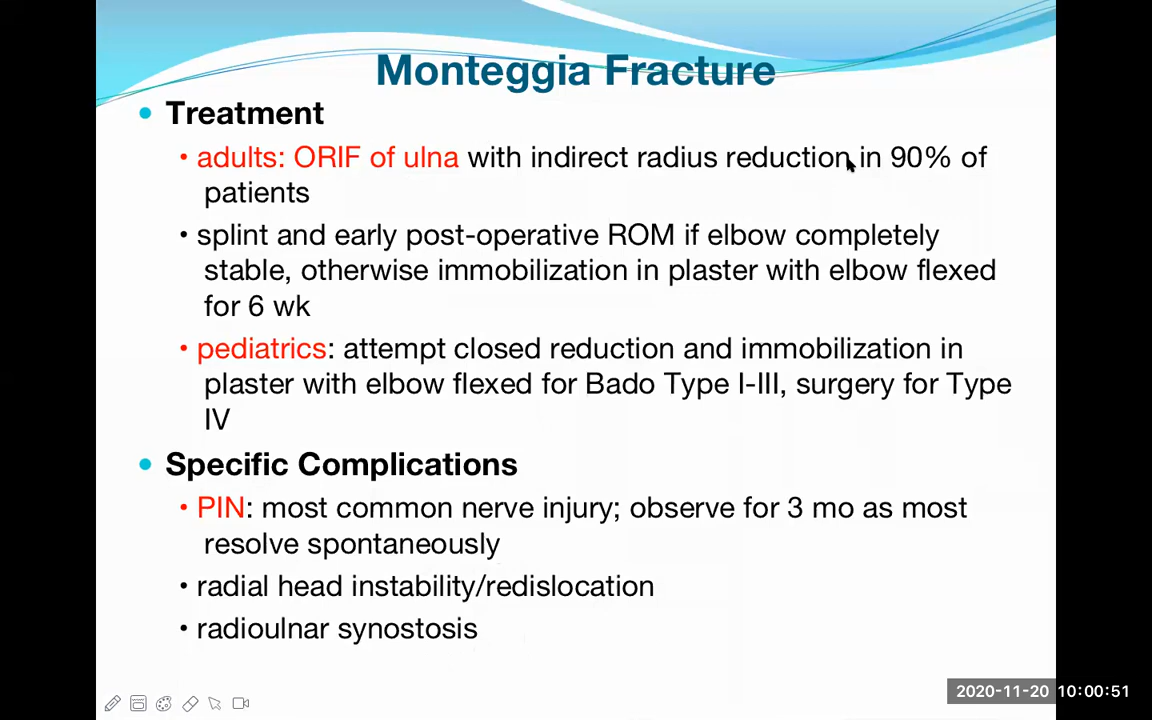 Monteggia Fracture
• Treatment
• adults: ORIF of ulna with indirect radius reduction in 90% of
patients
• splint and early post-operative ROM if elbow completely
stable, otherwise immobilization in plaster with elbow flexed
for 6 wk
• pediatrics: attempt closed reduction and immobilization in
plaster with elbow flexed for Bado Type I-III, surgery for Type
IV
• Specific Complications
• PIN: most common nerve injury; observe for 3 mo as most
resolve spontaneously
• radial head instability/redislocation
• radioulnar synostosis
2020-11-20 10:00:51